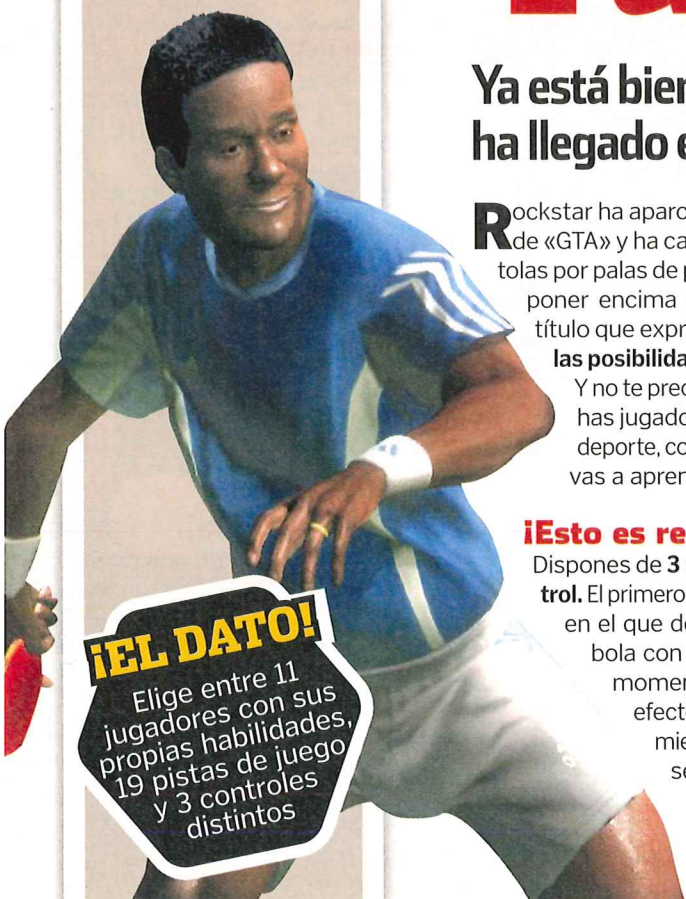 Ya está bien
ha llegado e
Rockstar ha aparc
de «GTA» y ha ca
tolas por palas de p
poner encima
título que expr
las posibilida
Y no te prec
has jugado
deporte, co
vas a apren
¡Esto es re
Dispones de 3
trol. El primero
en el que de
bola con
momen
efect
mie
se
¡EL DATO!
Elige entre 11
jugadores con sus
propias habilidades,
19 pistas de juego
y 3 controles
distintos